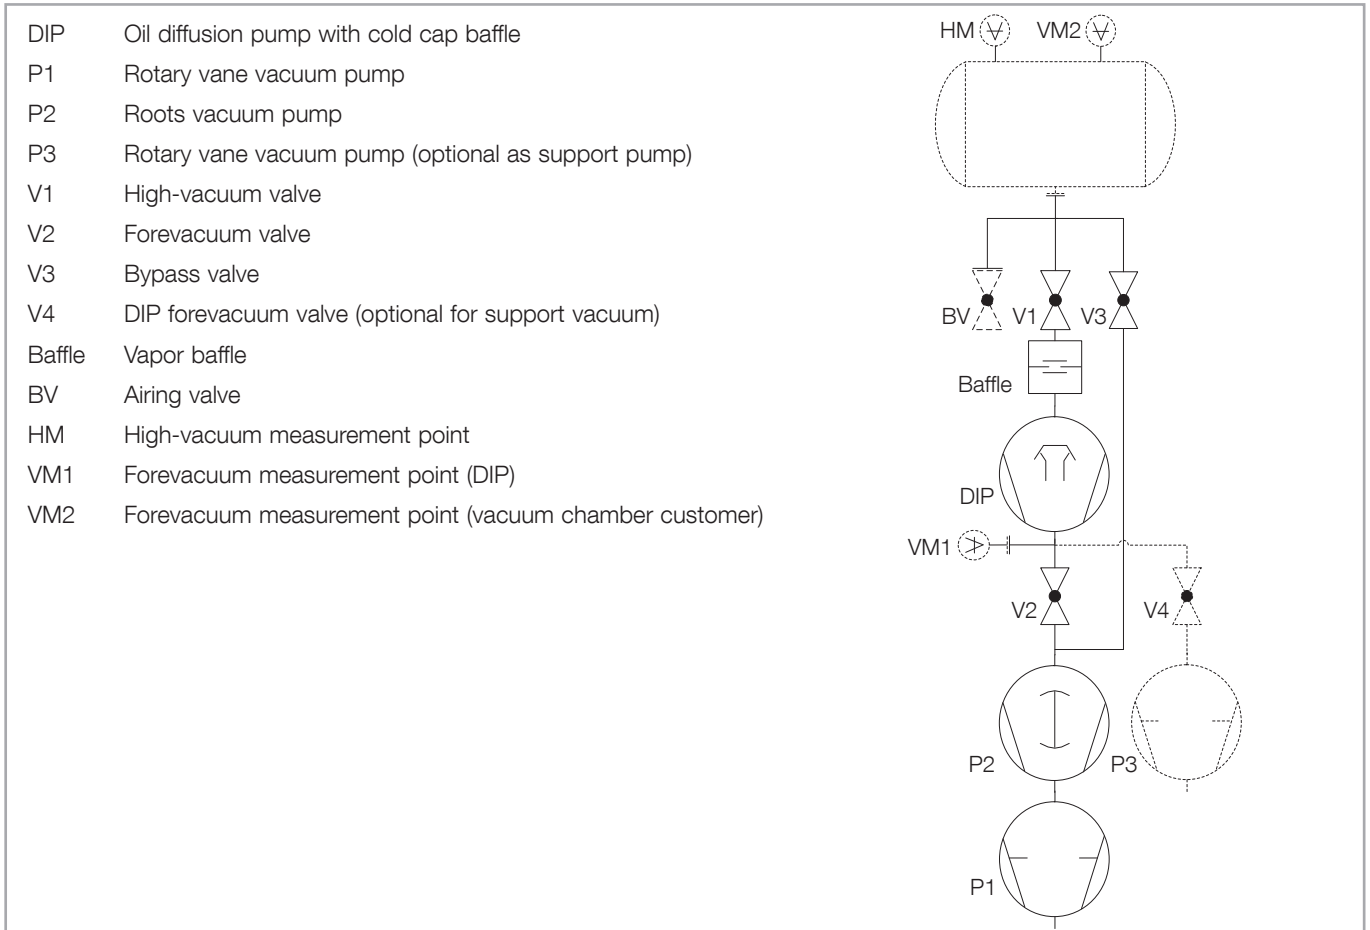 DIP Oil diffusion pump with cold cap baffle
P1 Rotary vane vacuum pump
P2 Roots vacuum pump
P3 Rotary vane vacuum pump (optional as support pump)
V1 High-vacuum valve
V2 Forevacuum valve
V3 Bypass valve
V4 DIP forevacuum valve (optional for support vacuum)
Baffle Vapor baffle
BV Airing valve
HM High-vacuum measurement point
VM1 Forevacuum measurement point (DIP)
VM2 Forevacuum measurement point (vacuum chamber customer)
HM VM2
BV V1 V3
Baffle
DIP
VM1
V2 V4
P2 P3
P1